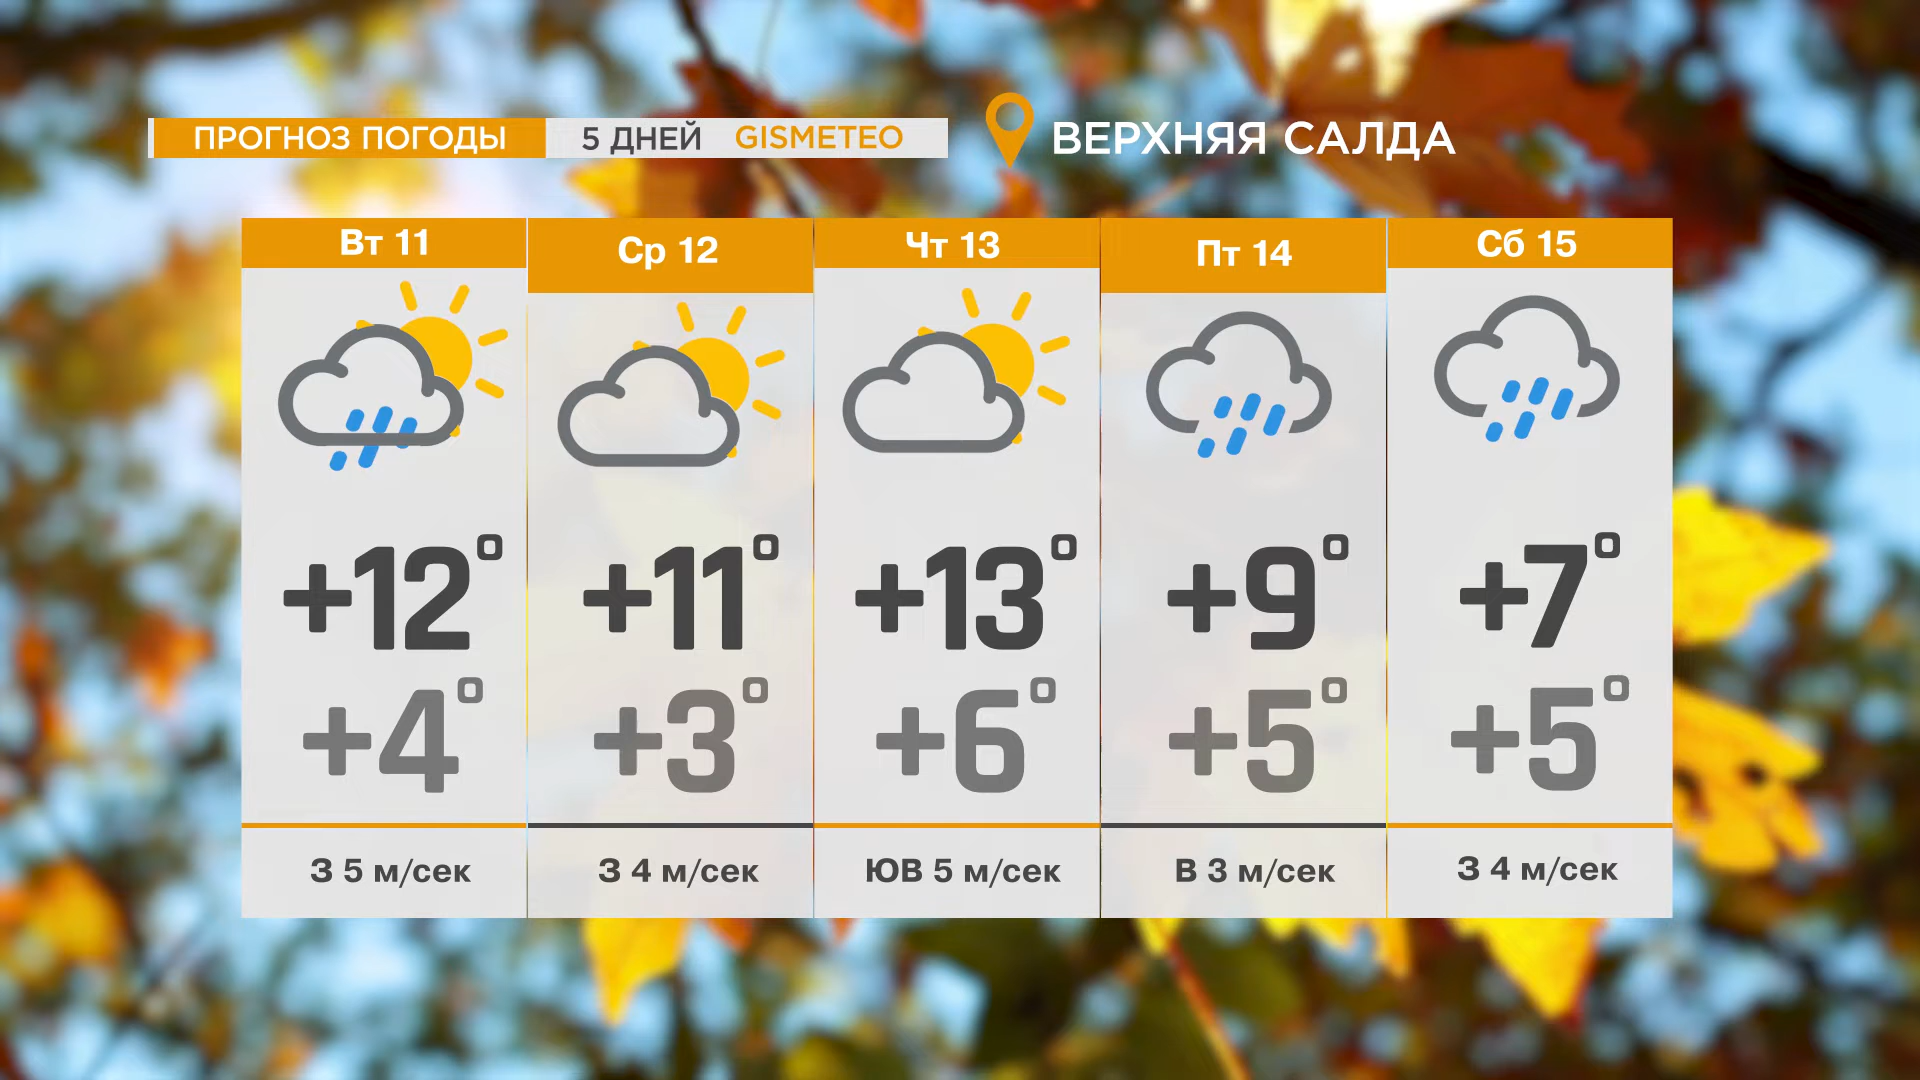 ПРОГНОЗ ПОГОДЫ 5 ДНЕЙ GISMETEO ВЕРХНЯЯ САЛДА
Вт 11 Ср 12 Чт 13 Пт 14 Сб 15
+12° +11° +13° +9° +7°
+4° +3° +6° +5° +5°
З 5 м/сек З 4 м/сек ЮВ 5 м/сек В 3 м/сек З 4 м/сек